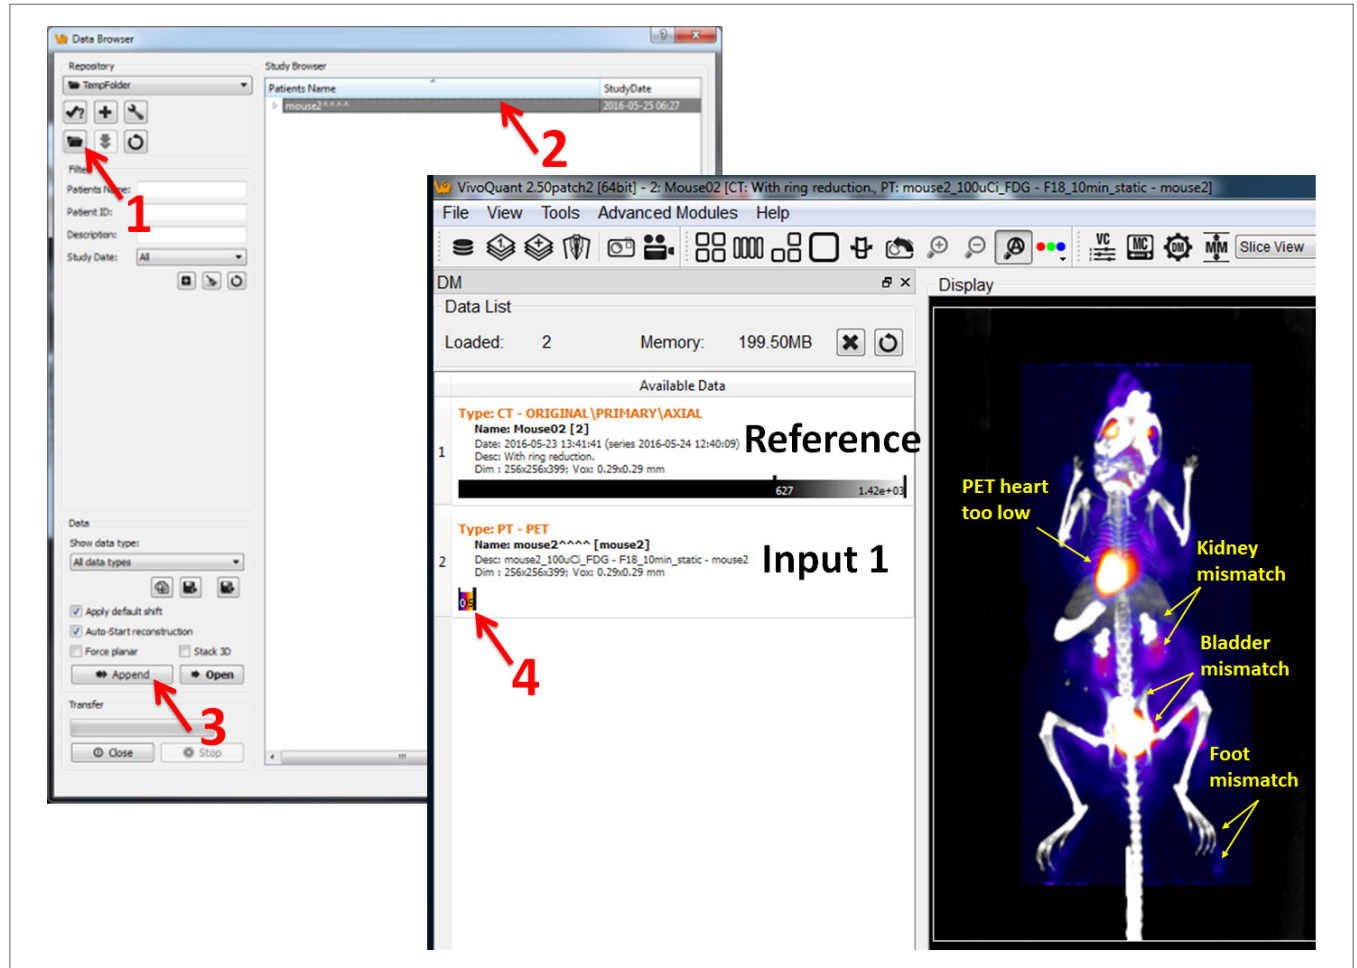 Data Browser
Repository
TempFolder
Filter
Patients Name:
Patient ID:
Description:
Study Date: All
Data
Show data type:
All data types
Apply default shift
Auto-Start reconstruction
Force planar Stack 3D
Append Open
Transfer
Close Stop
Study Browser
Patients Name StudyDate
mouse2^^^^ 2016-05-25 06:27
1
2
3
VivoQuant 2.50patch2 [64bit] - 2: Mouse02 [CT: With ring reduction., PT: mouse2_100uCi_FDG - F18_10min_static - mouse2]
File View Tools Advanced Modules Help
VC MC DM MM Slice View
DM
Data List
Loaded: 2 Memory: 199.50MB
Available Data
1
Type: CT - ORIGINAL\PRIMARY\AXIAL
Name: Mouse02 [2]
Date: 2016-05-23 13:41:41 (series 2016-05-24 12:40:09)
Desc: With ring reduction.
Dim : 256x256x399; Vox: 0.29x0.29 mm
627 1.42e+03
Reference
2
Type: PT - PET
Name: mouse2^^^^ [mouse2]
Desc: mouse2_100uCi_FDG - F18_10min_static - mouse2
Dim : 256x256x399; Vox: 0.29x0.29 mm
Input 1
4
Display
PET heart
too low
Kidney
mismatch
Bladder
mismatch
Foot
mismatch